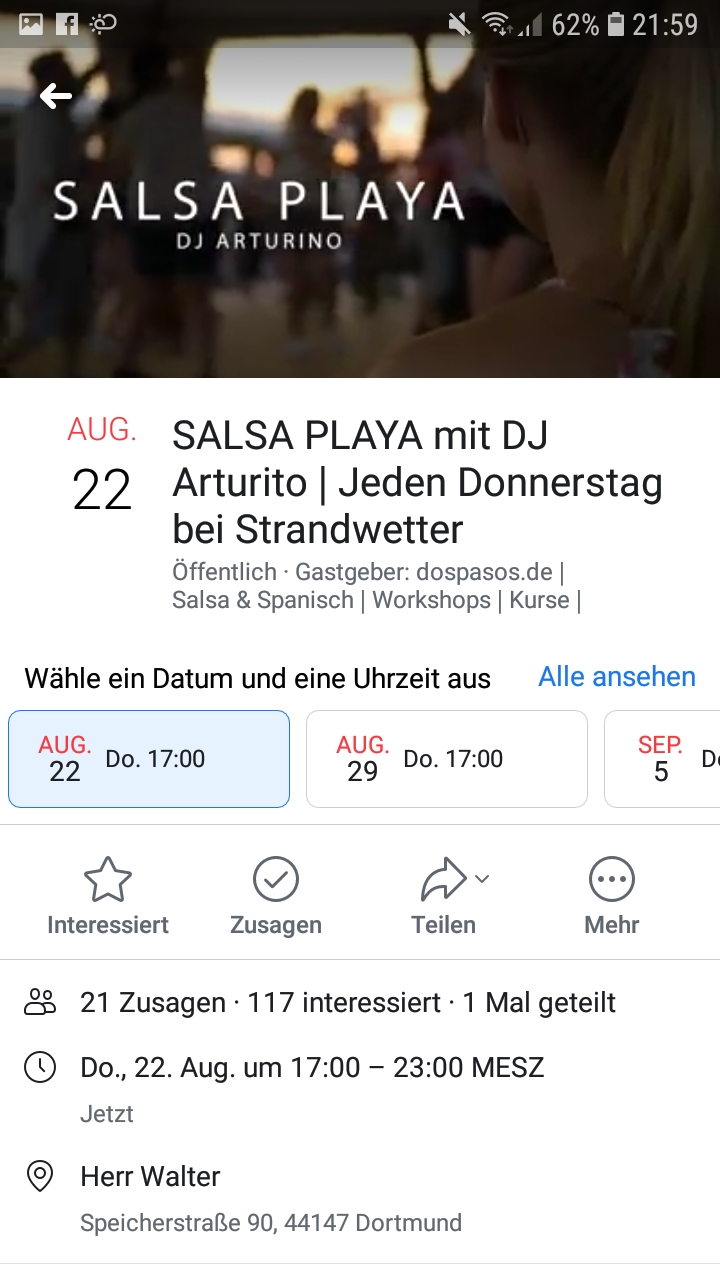 62% 21:59
SALSA PLAYA
DJ ARTURINO
AUG.
22
SALSA PLAYA mit DJ
Arturito | Jeden Donnerstag
bei Strandwetter
Öffentlich · Gastgeber: dospasos.de |
Salsa & Spanisch | Workshops | Kurse |
Wähle ein Datum und eine Uhrzeit aus Alle ansehen
AUG.
22
Do. 17:00
AUG.
29
Do. 17:00
SEP.
5
Interessiert Zusagen Teilen Mehr
21 Zusagen · 117 interessiert · 1 Mal geteilt
Do., 22. Aug. um 17:00 – 23:00 MESZ
Jetzt
Herr Walter
Speicherstraße 90, 44147 Dortmund